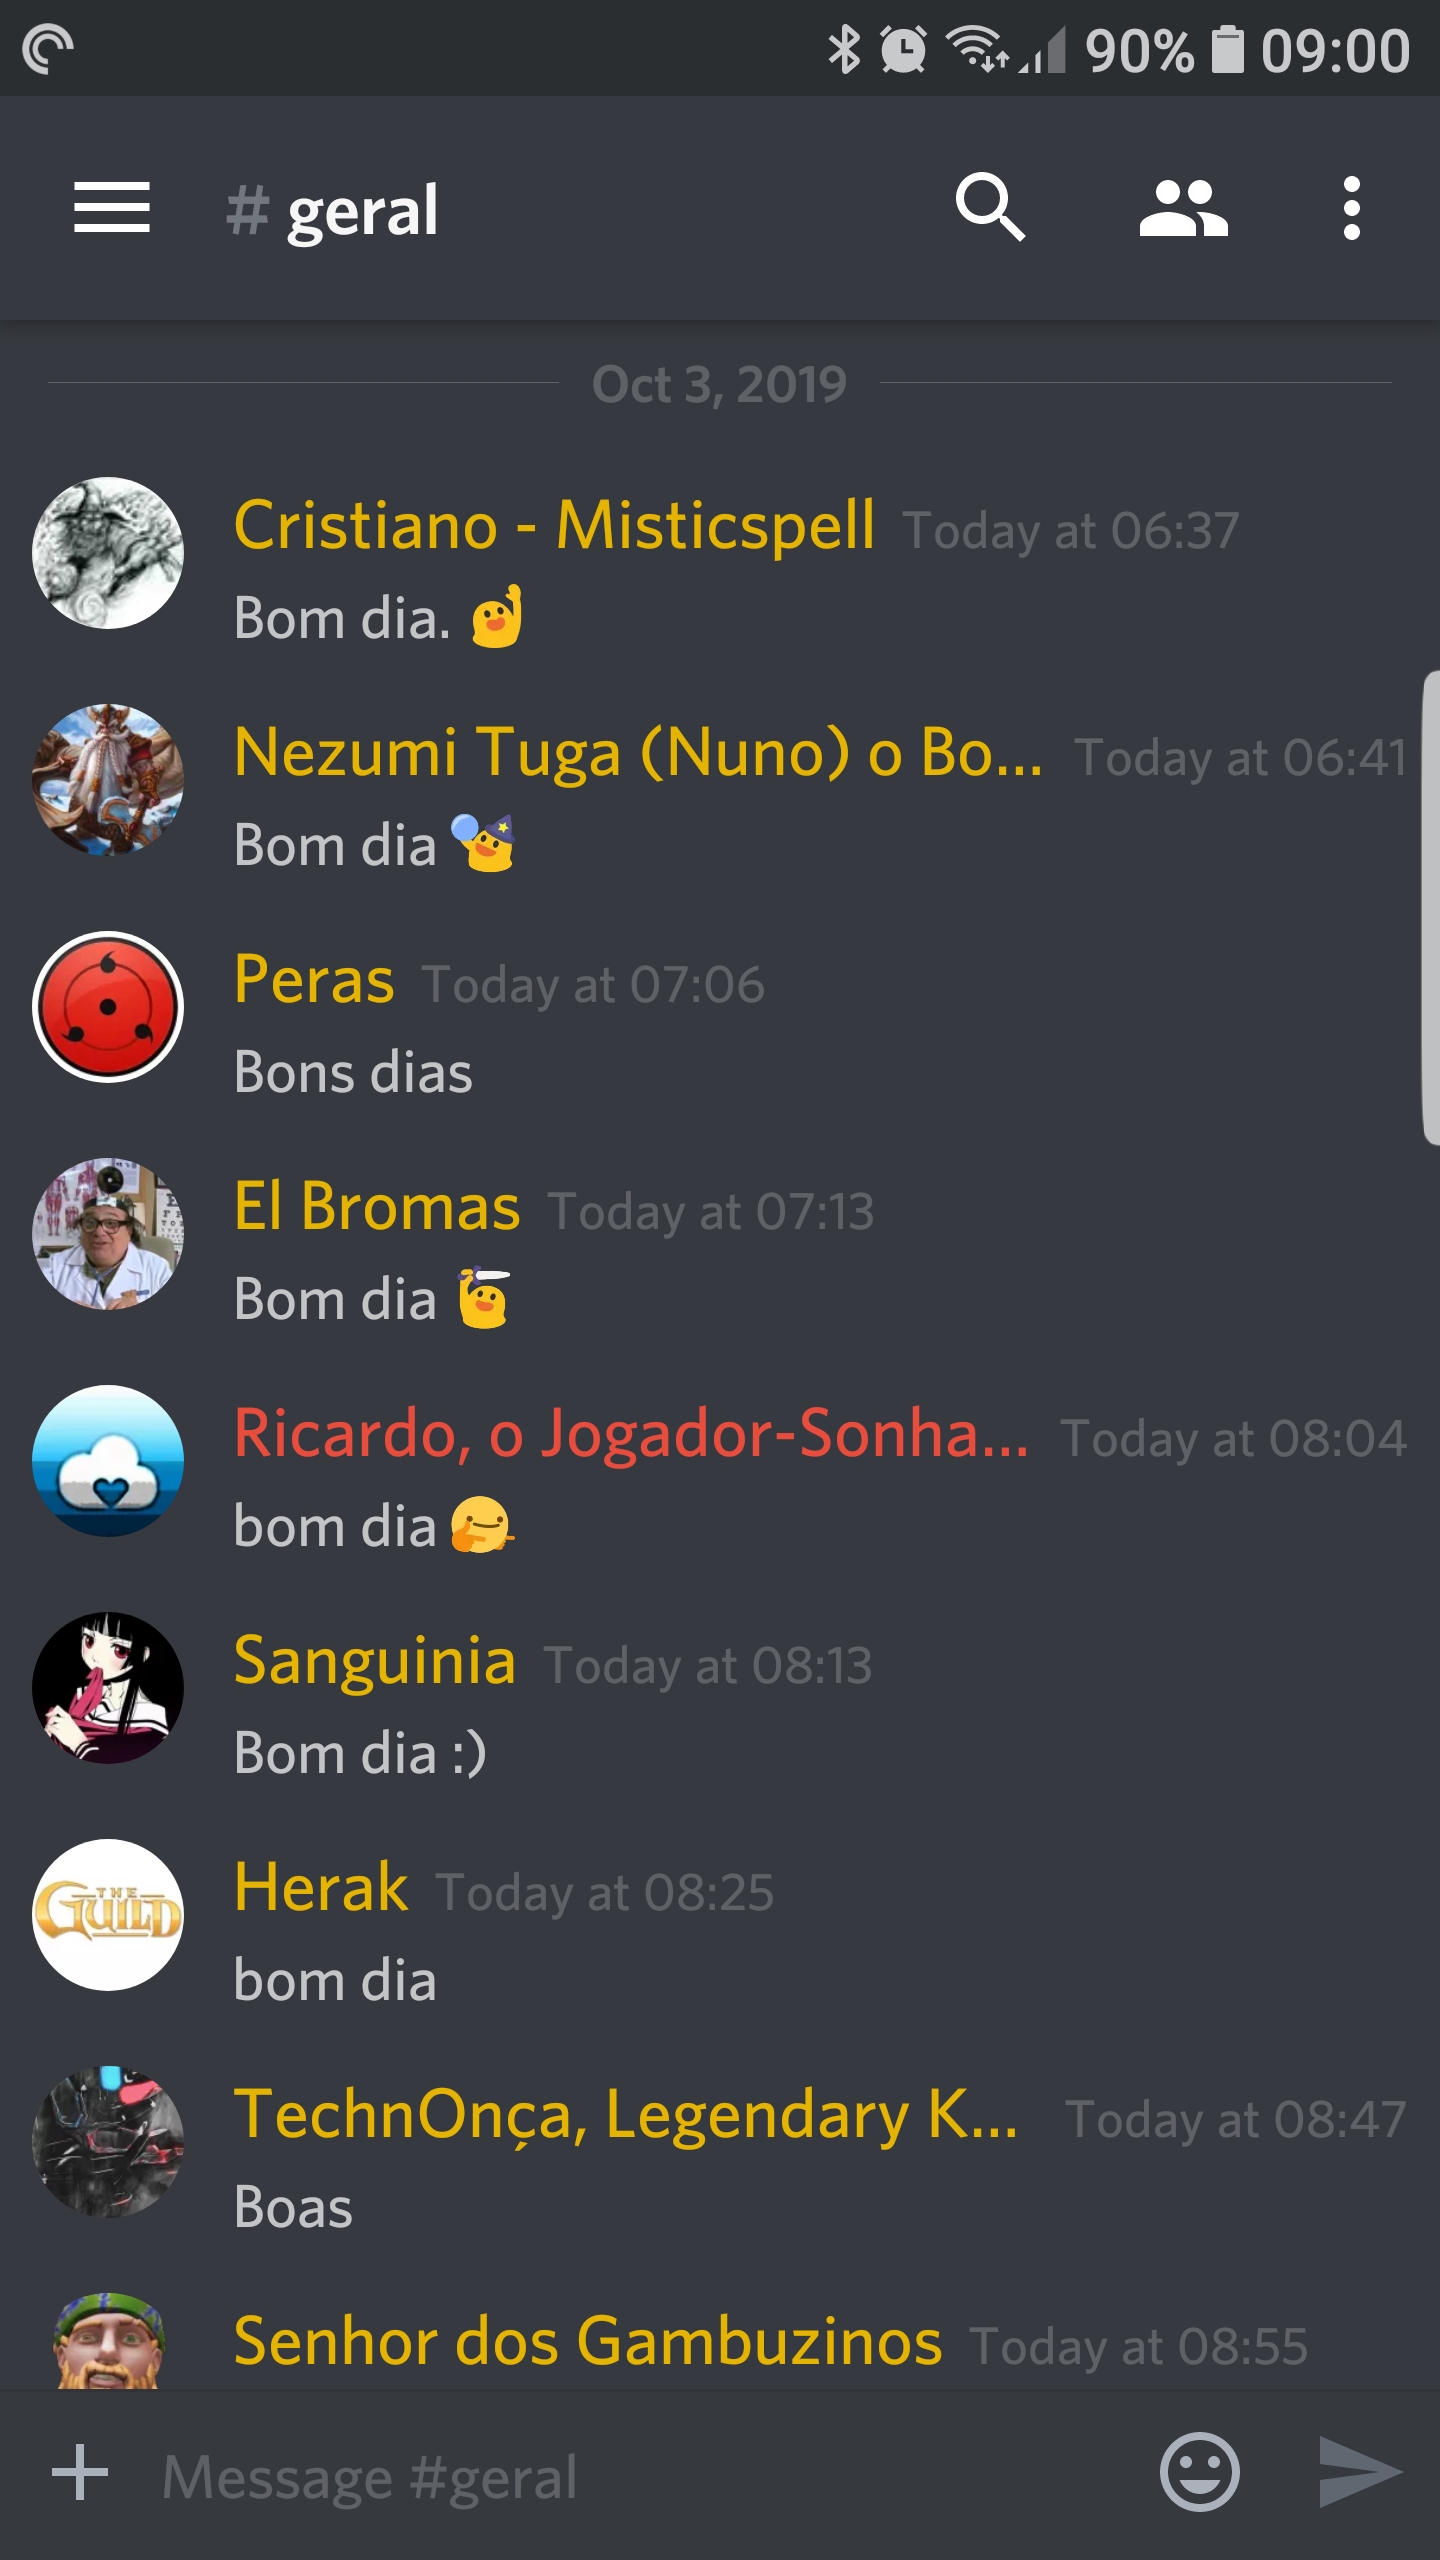 90% 09:00
# geral
Oct 3, 2019
Cristiano - Misticspell Today at 06:37
Bom dia.
Nezumi Tuga (Nuno) o Bo... Today at 06:41
Bom dia
Peras Today at 07:06
Bons dias
El Bromas Today at 07:13
Bom dia
Ricardo, o Jogador-Sonha... Today at 08:04
bom dia
Sanguinia Today at 08:13
Bom dia :)
THE
GUILD
Herak Today at 08:25
bom dia
TechnOnça, Legendary K... Today at 08:47
Boas
Senhor dos Gambuzinos Today at 08:55
Message #geral